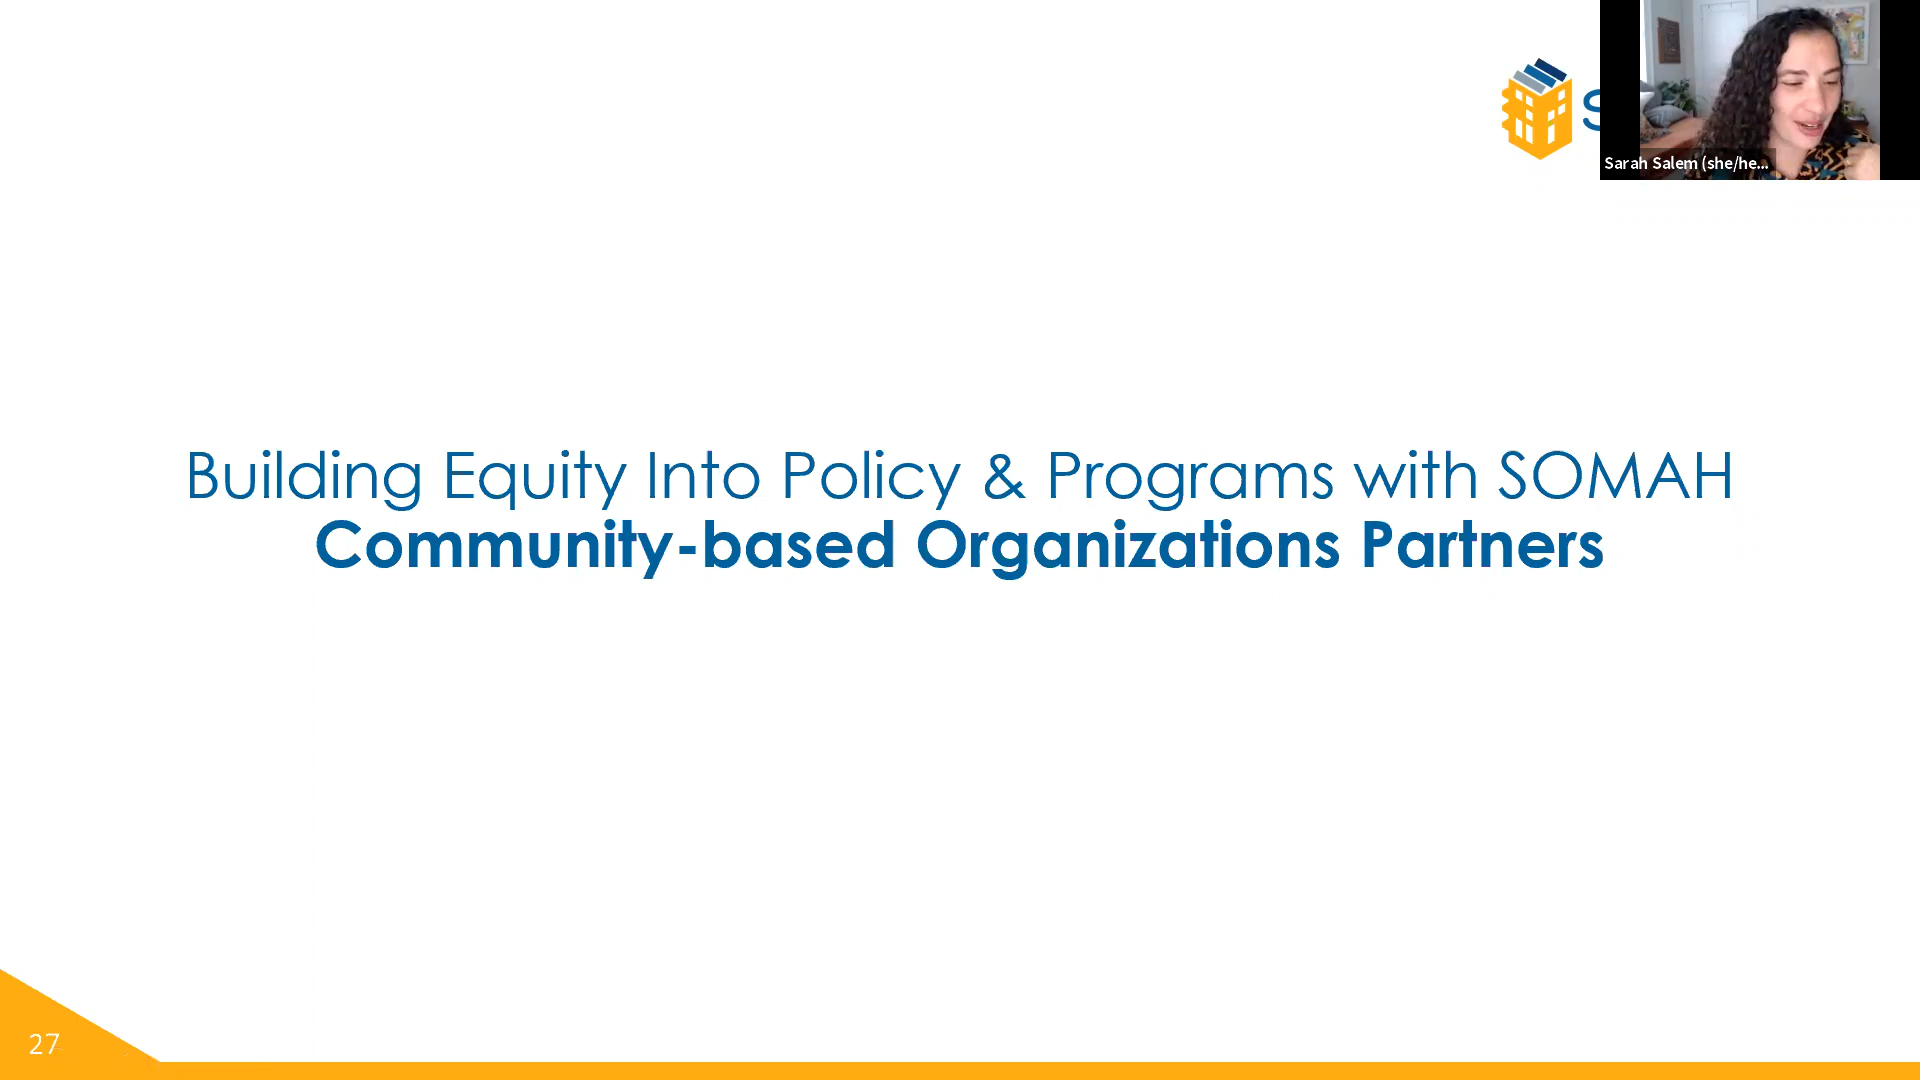 S
Sarah Salem (she/he...
Building Equity Into Policy & Programs with SOMAH
Community-based Organizations Partners
27